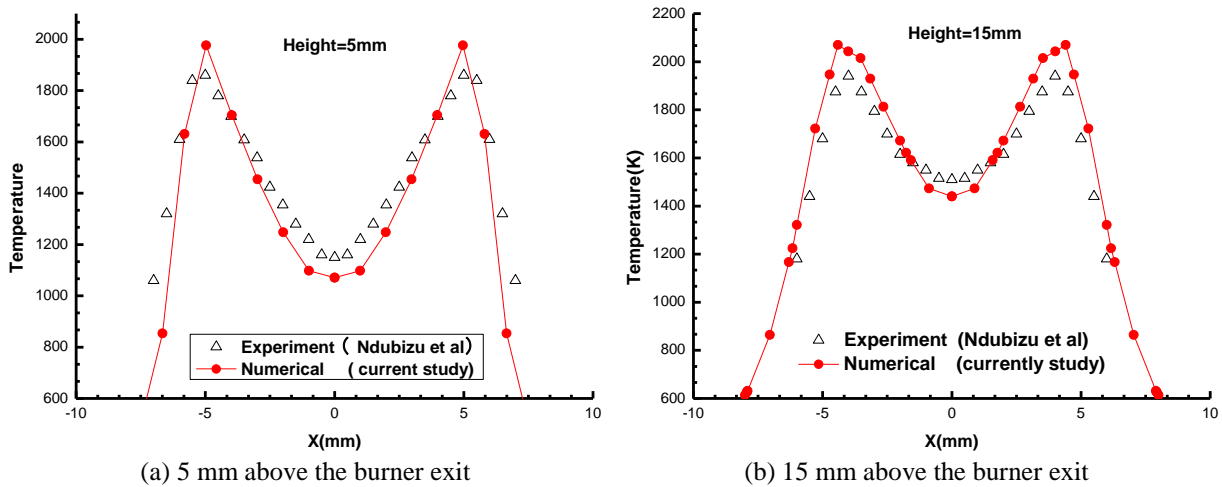 2000
1800
1600
1400
1200
1000
800
600
Temperature
Height=5mm
Experiment ( Ndubizu et al)
Numerical ( current study)
-10 -5 0 5 10
X(mm)
(a) 5 mm above the burner exit
2200
2000
1800
1600
1400
1200
1000
800
600
Temperature(K)
Height=15mm
Experiment (Ndubizu et al)
Numerical (currently study)
-10 -5 0 5 10
X(mm)
(b) 15 mm above the burner exit